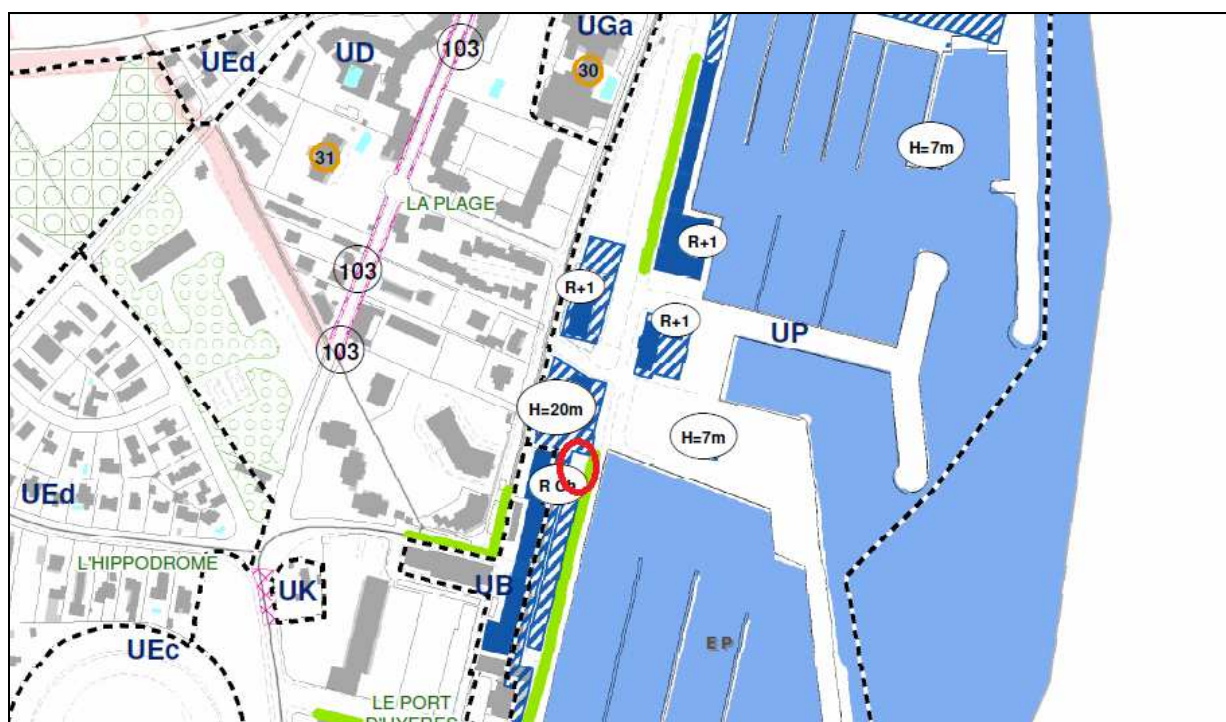 UGa
103
UD
UEd
30
H=7m
31
LA PLAGE
R+1
103
R+1
R+1
UP
103
H=20m
H=7m
UEd
L'HIPPODROME
UK
UB
UEc
E P
LE PORT
D'HYERES